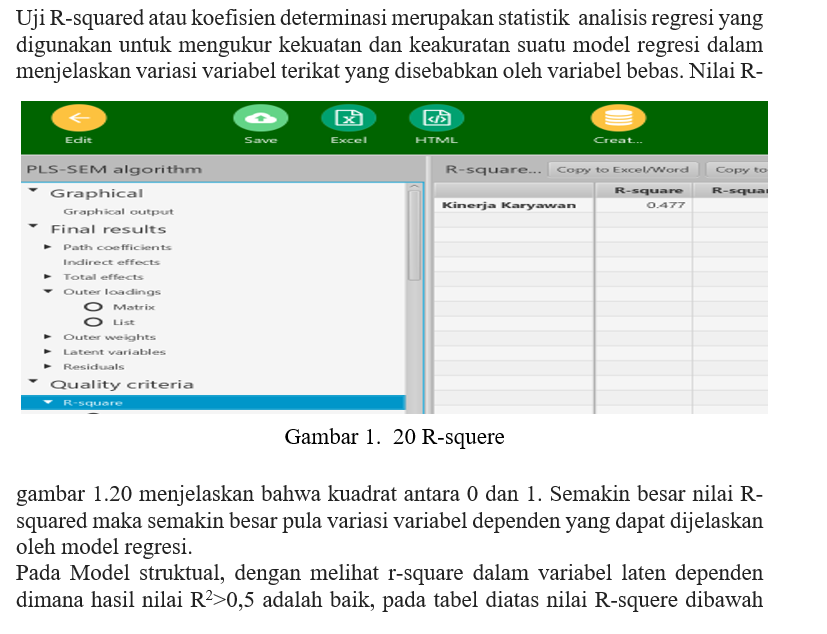 Uji R-squared atau koefisien determinasi merupakan statistik analisis regresi yang
digunakan untuk mengukur kekuatan dan keakuratan suatu model regresi dalam
menjelaskan variasi variabel terikat yang disebabkan oleh variabel bebas. Nilai R-
Edit Save Excel HTML Creat...
PLS-SEM algorithm
Graphical
Graphical output
Final results
Path coefficients
Indirect effects
Total effects
Outer loadings
Matrix
List
Outer weights
Latent variables
Residuals
Quality criteria
R-square
R-square... Copy to Excel/Word Copy to
R-square R-squa
Kinerja Karyawan 0.477
Gambar 1. 20 R-squere
gambar 1.20 menjelaskan bahwa kuadrat antara 0 dan 1. Semakin besar nilai R-
squared maka semakin besar pula variasi variabel dependen yang dapat dijelaskan
oleh model regresi.
Pada Model struktual, dengan melihat r-square dalam variabel laten dependen
dimana hasil nilai R²>0,5 adalah baik, pada tabel diatas nilai R-squere dibawah